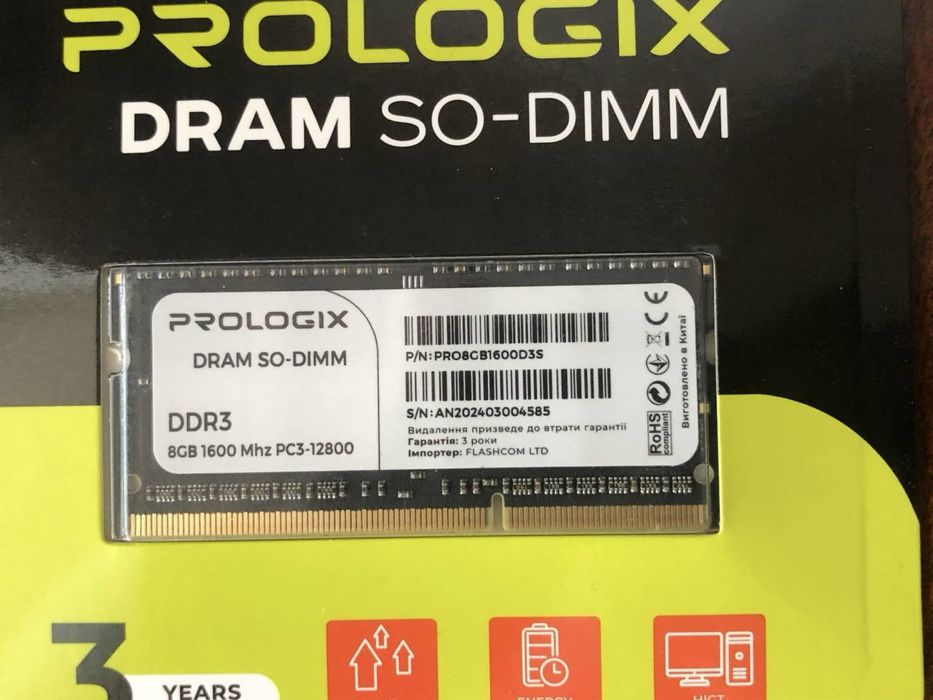 PROLOGIX
DRAM SO-DIMM
PROLOGIX
DRAM SO-DIMM
DDR3
8GB 1600 Mhz PC3-12800
P/N: PRO8GB1600D3S
S/N: AN202403004585
Видалення призведе до втрати гарантії
Гарантія: 3 роки
Імпортер: FLASHCOM LTD
CE
RoHS
compliant
Виготовлено в Китаї
3
YEARS